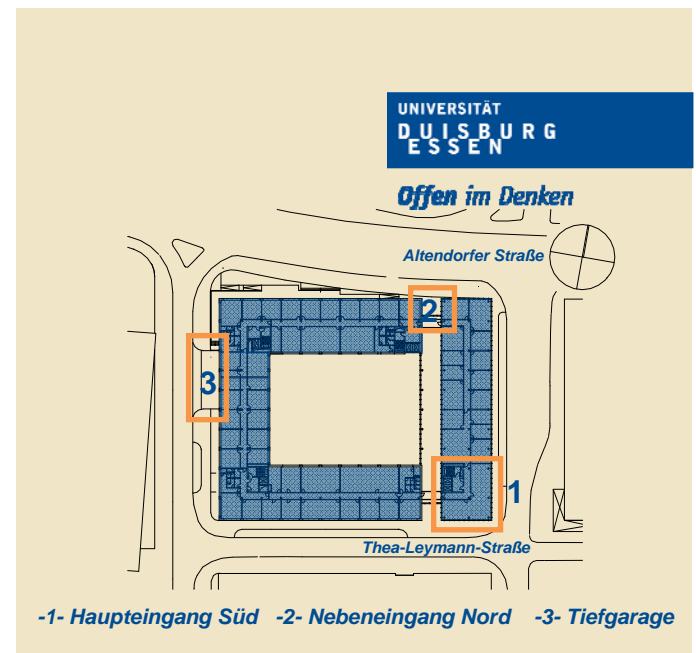 UNIVERSITÄT
DUISBURG
ESSEN
Offen im Denken
Altendorfer Straße
2
3
1
Thea-Leymann-Straße
-1- Haupteingang Süd -2- Nebeneingang Nord -3- Tiefgarage